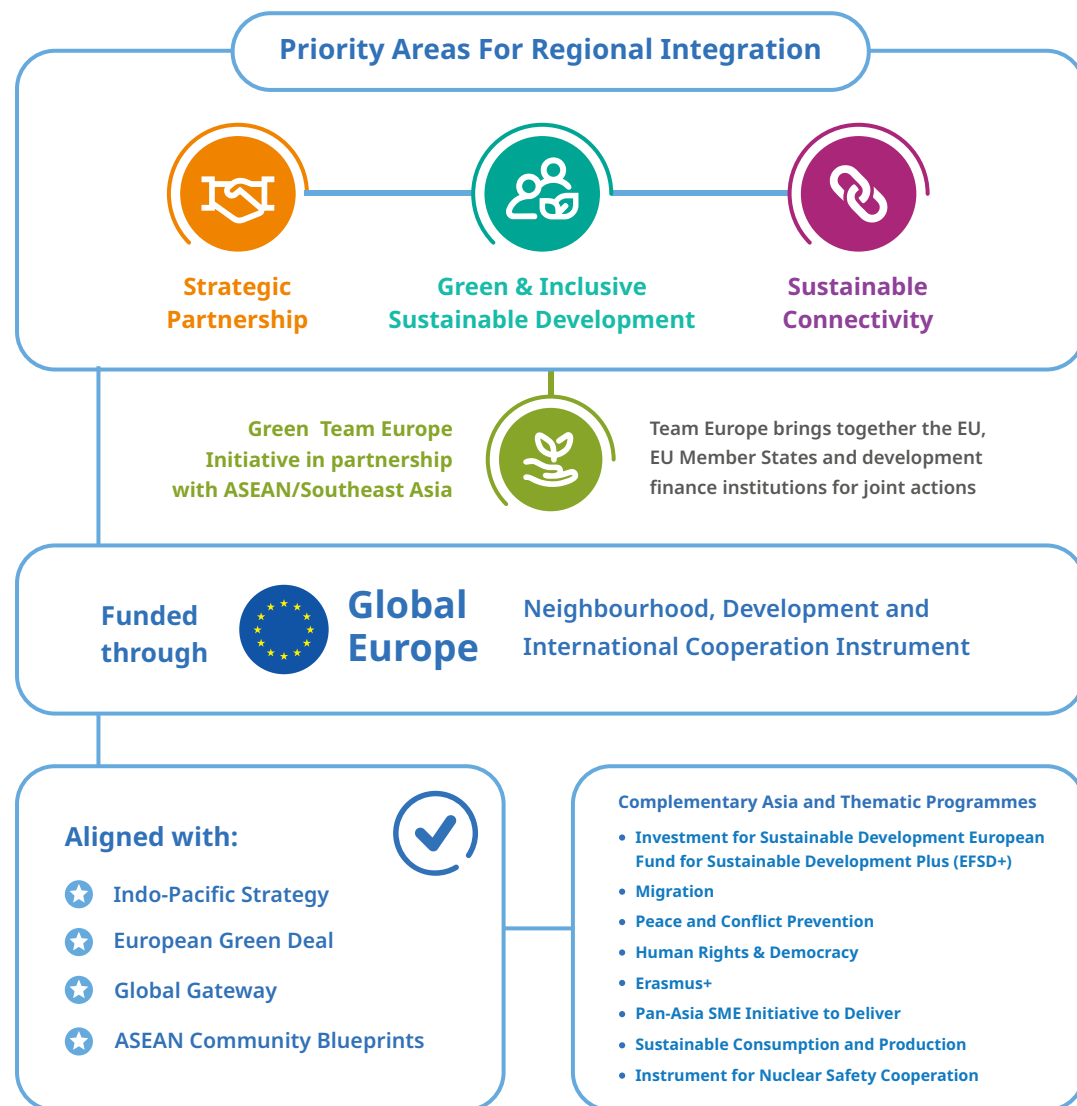 Priority Areas For Regional Integration
Strategic
Partnership
Green & Inclusive
Sustainable Development
Sustainable
Connectivity
Green Team Europe
Initiative in partnership
with ASEAN/Southeast Asia
Team Europe brings together the EU,
EU Member States and development
finance institutions for joint actions
Funded
through
Global
Europe
Neighbourhood, Development and
International Cooperation Instrument
Aligned with:
Indo-Pacific Strategy
European Green Deal
Global Gateway
ASEAN Community Blueprints
Complementary Asia and Thematic Programmes
• Investment for Sustainable Development European
Fund for Sustainable Development Plus (EFSD+)
• Migration
• Peace and Conflict Prevention
• Human Rights & Democracy
• Erasmus+
• Pan-Asia SME Initiative to Deliver
• Sustainable Consumption and Production
• Instrument for Nuclear Safety Cooperation